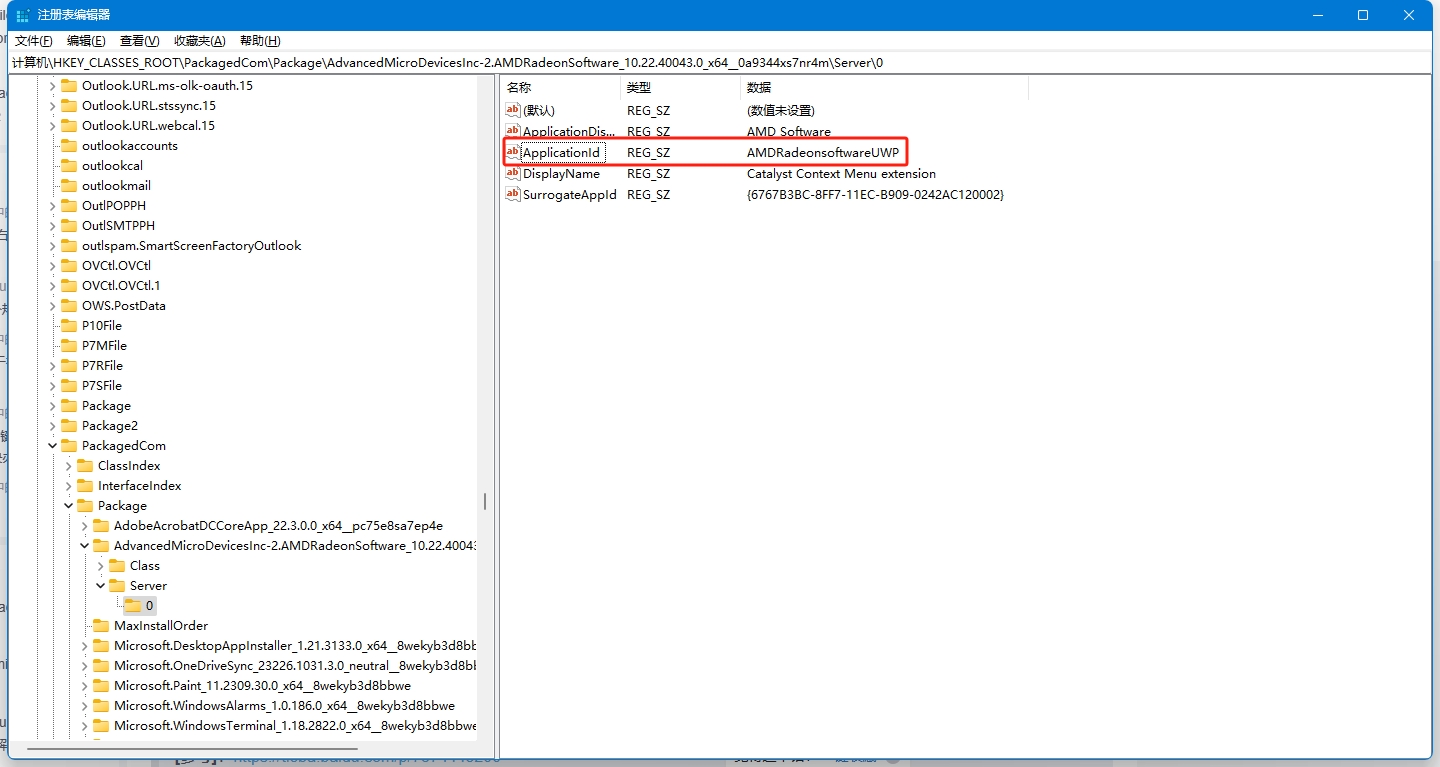 注册表编辑器
文件(F) 编辑(E) 查看(V) 收藏夹(A) 帮助(H)
计算机\HKEY_CLASSES_ROOT\PackagedCom\Package\AdvancedMicroDevicesInc-2.AMDRadeonSoftware_10.22.40043.0_x64__0a9344xs7nr4m\Server\0
Outlook.URL.ms-olk-oauth.15
Outlook.URL.stssync.15
Outlook.URL.webcal.15
outlookaccounts
outlookcal
outlookmail
OutlPOPPH
OutlSMTPPH
outlspam.SmartScreenFactoryOutlook
OVCtl.OVCtl
OVCtl.OVCtl.1
OWS.PostData
P10File
P7MFile
P7RFile
P7SFile
Package
Package2
PackagedCom
ClassIndex
InterfaceIndex
Package
AdobeAcrobatDCCoreApp_22.3.0.0_x64__pc75e8sa7ep4e
AdvancedMicroDevicesInc-2.AMDRadeonSoftware_10.22.40043
Class
Server
0
MaxInstallOrder
Microsoft.DesktopAppInstaller_1.21.3133.0_x64__8wekyb3d8bb
Microsoft.OneDriveSync_23226.1031.3.0_neutral__8wekyb3d8bb
Microsoft.Paint_11.2309.30.0_x64__8wekyb3d8bbwe
Microsoft.WindowsAlarms_1.0.186.0_x64__8wekyb3d8bbwe
Microsoft.WindowsTerminal_1.18.2822.0_x64__8wekyb3d8bbwe
名称 类型 数据
ab (默认) REG_SZ (数值未设置)
ab ApplicationDis... REG_SZ AMD Software
ab ApplicationId REG_SZ AMDRadeonsoftwareUWP
ab DisplayName REG_SZ Catalyst Context Menu extension
ab SurrogateAppId REG_SZ {6767B3BC-8FF7-11EC-B909-0242AC120002}